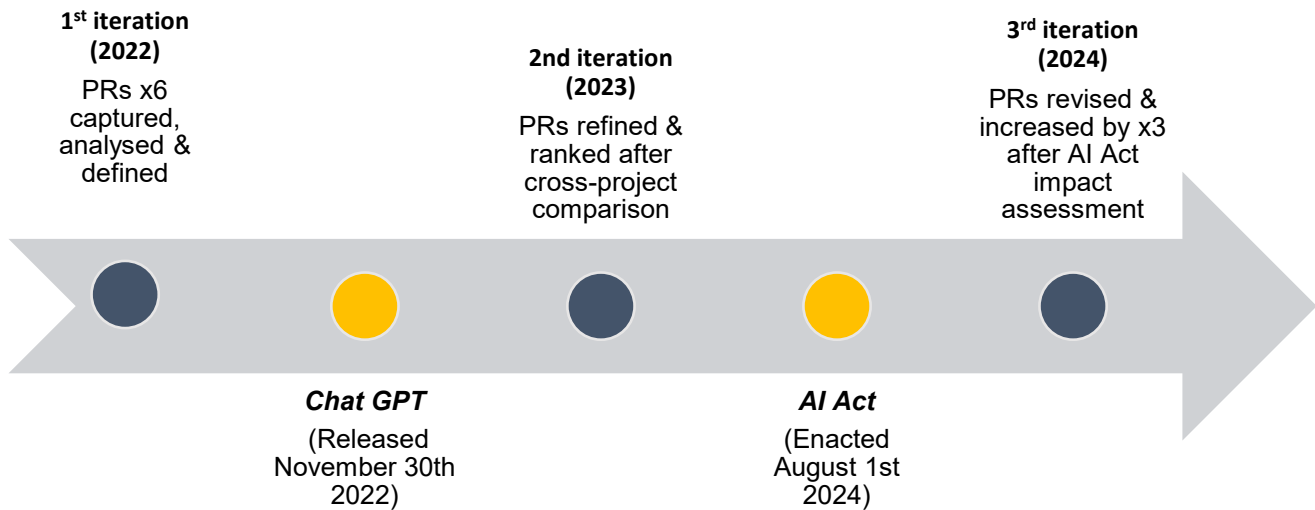 1st iteration
(2022)
PRs x6
captured,
analysed &
defined
Chat GPT
(Released
November 30th
2022)
2nd iteration
(2023)
PRs refined &
ranked after
cross-project
comparison
AI Act
(Enacted
August 1st
2024)
3rd iteration
(2024)
PRs revised &
increased by x3
after AI Act
impact
assessment